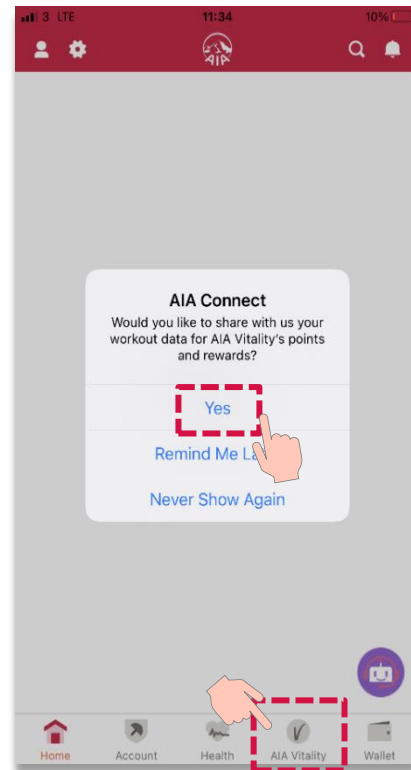 3 LTE
11:34
10%
AIA
AIA Connect
Would you like to share with us your
workout data for AIA Vitality's points
and rewards?
Yes
Remind Me La
Never Show Again
Home
Account
Health
AIA Vitality
Wallet